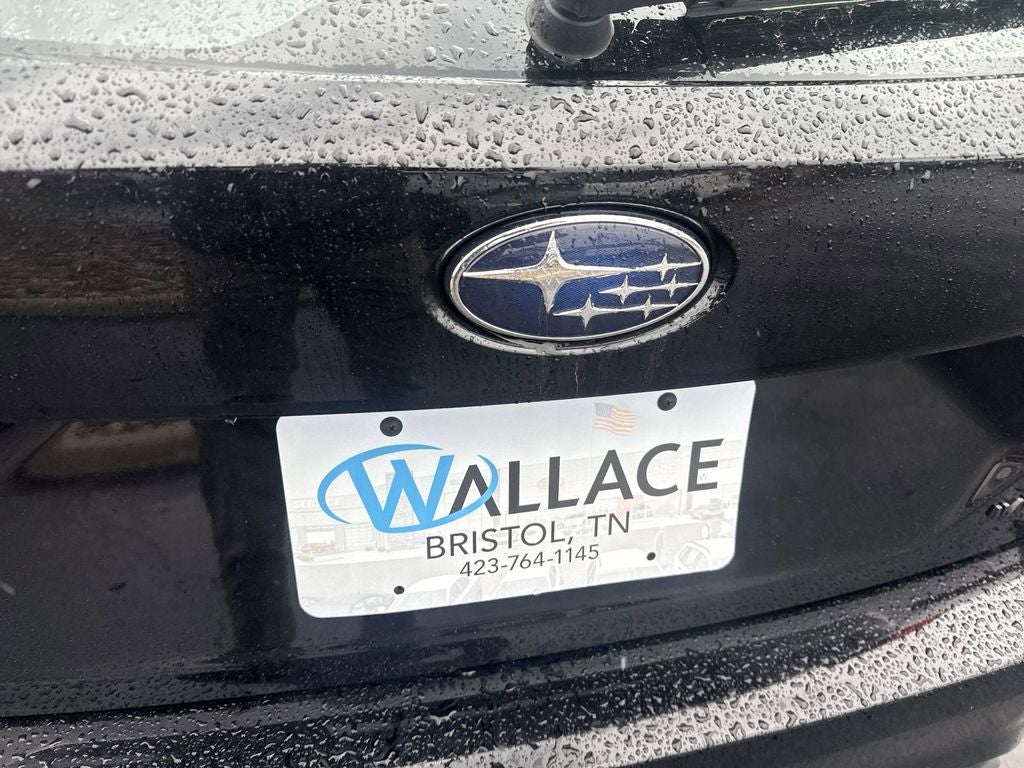 WALLACE
BRISTOL, TN
423-764-1145